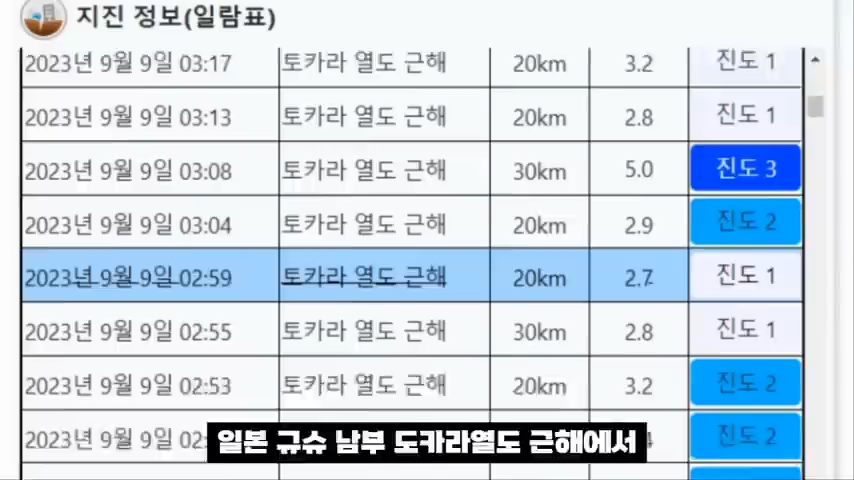 지진 정보(일람표)
2023년 9월 9일 03:17 토카라 열도 근해 20km 3.2 진도 1
2023년 9월 9일 03:13 토카라 열도 근해 20km 2.8 진도 1
2023년 9월 9일 03:08 토카라 열도 근해 30km 5.0 진도 3
2023년 9월 9일 03:04 토카라 열도 근해 20km 2.9 진도 2
2023년 9월 9일 02:59 토카라 열도 근해 20km 2.7 진도 1
2023년 9월 9일 02:55 토카라 열도 근해 30km 2.8 진도 1
2023년 9월 9일 02:53 토카라 열도 근해 20km 3.2 진도 2
2023년 9월 9일 진도 2
일본 규슈 남부 도카라열도 근해에서